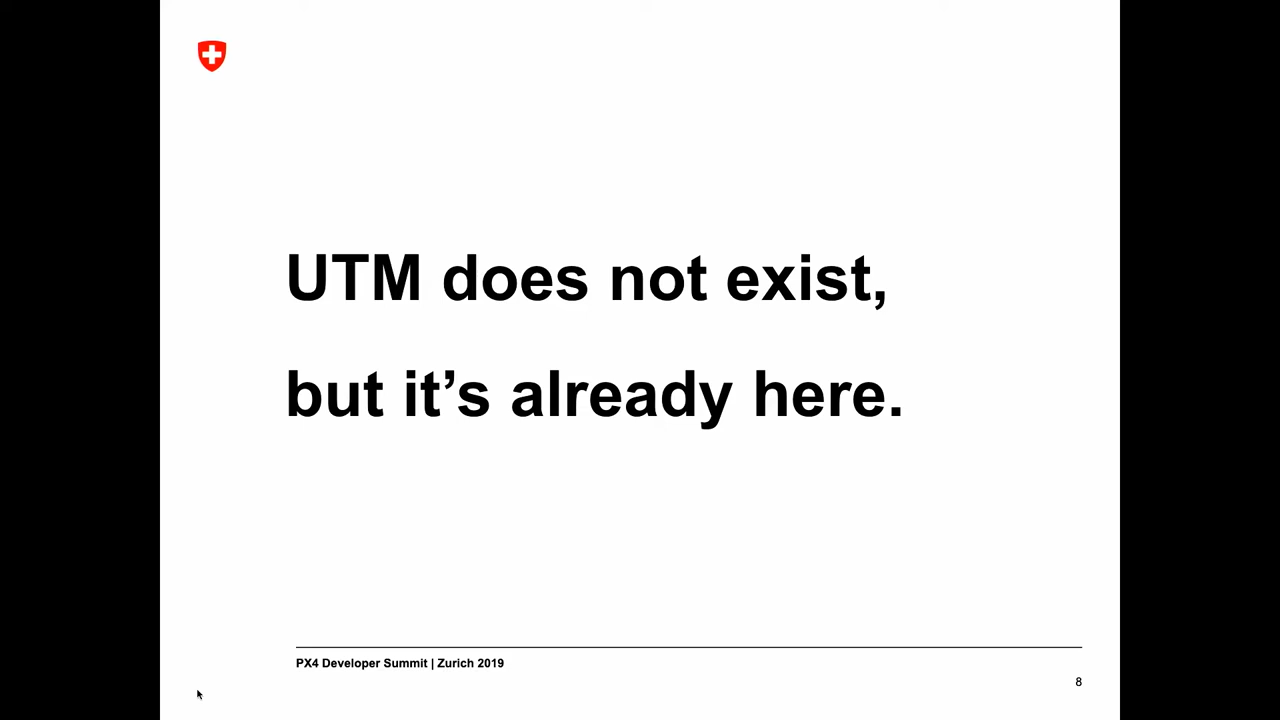 UTM does not exist,
but it’s already here.
PX4 Developer Summit | Zurich 2019
8